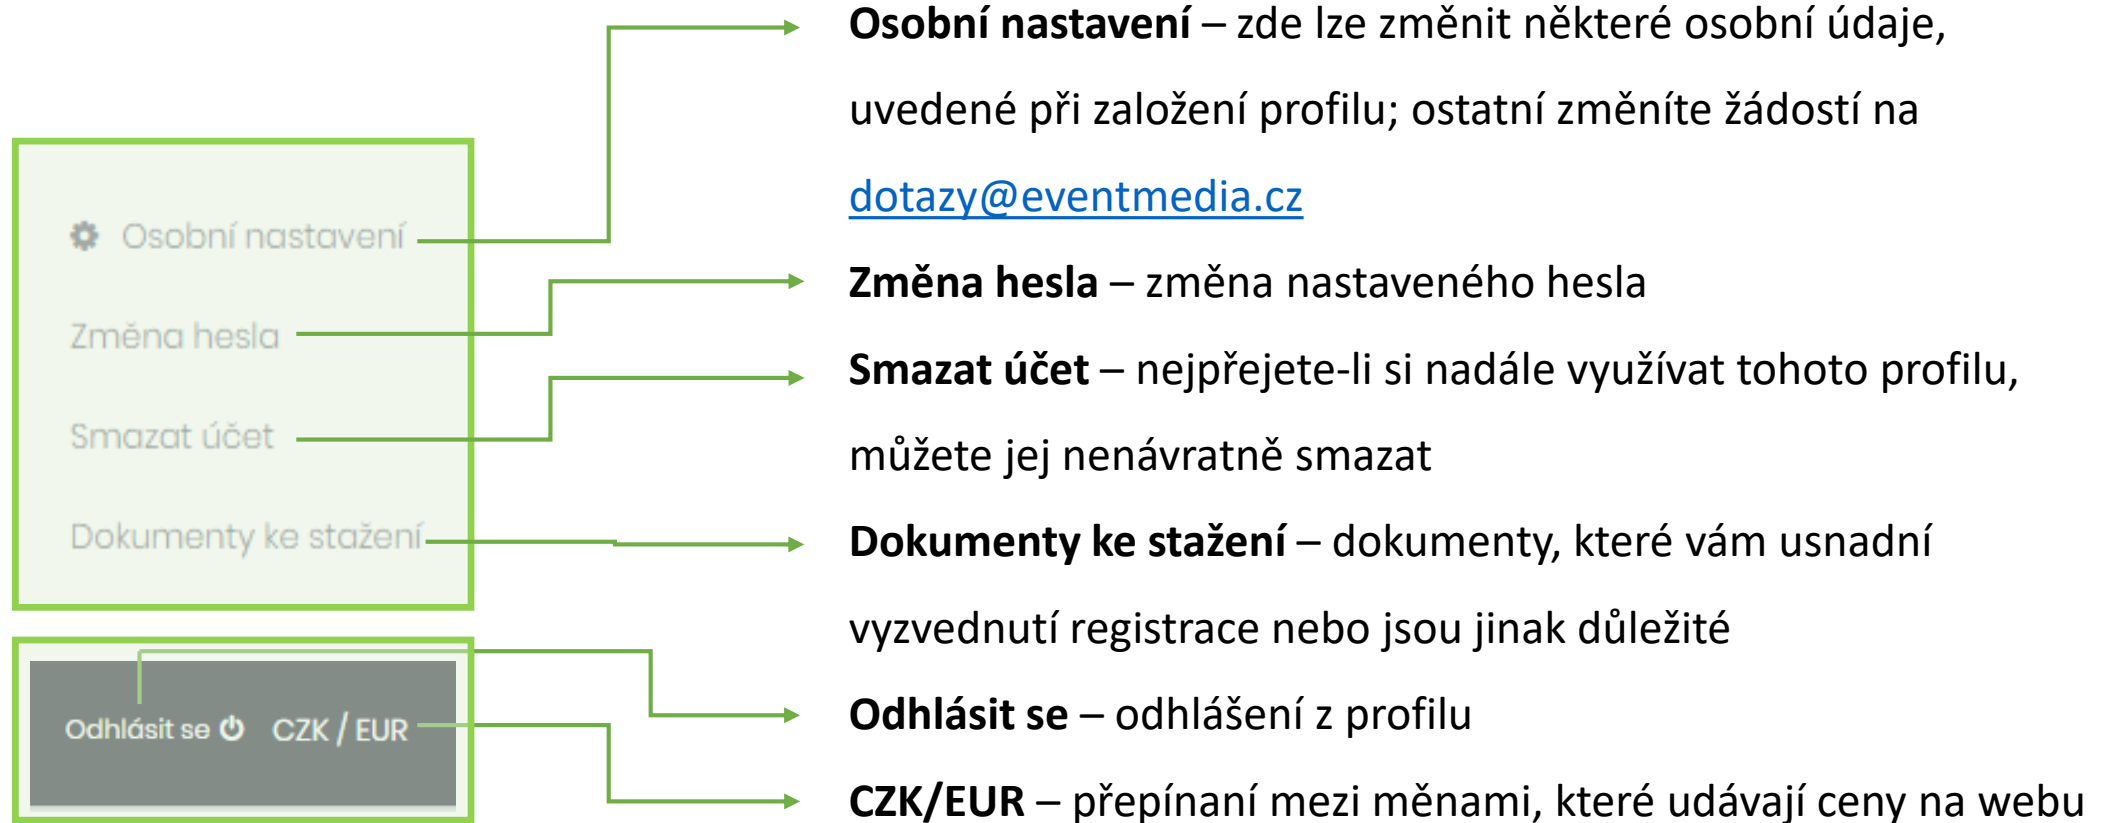 Osobní nastavení
Změna hesla
Smazat účet
Dokumenty ke stažení
Odhlásit se CZK / EUR
Osobní nastavení – zde lze změnit některé osobní údaje,
uvedené při založení profilu; ostatní změníte žádostí na
dotazy@eventmedia.cz
Změna hesla – změna nastaveného hesla
Smazat účet – nejpřejete-li si nadále využívat tohoto profilu,
můžete jej nenávratně smazat
Dokumenty ke stažení – dokumenty, které vám usnadní
vyzvednutí registrace nebo jsou jinak důležité
Odhlásit se – odhlášení z profilu
CZK/EUR – přepínaní mezi měnami, které udávají ceny na webu